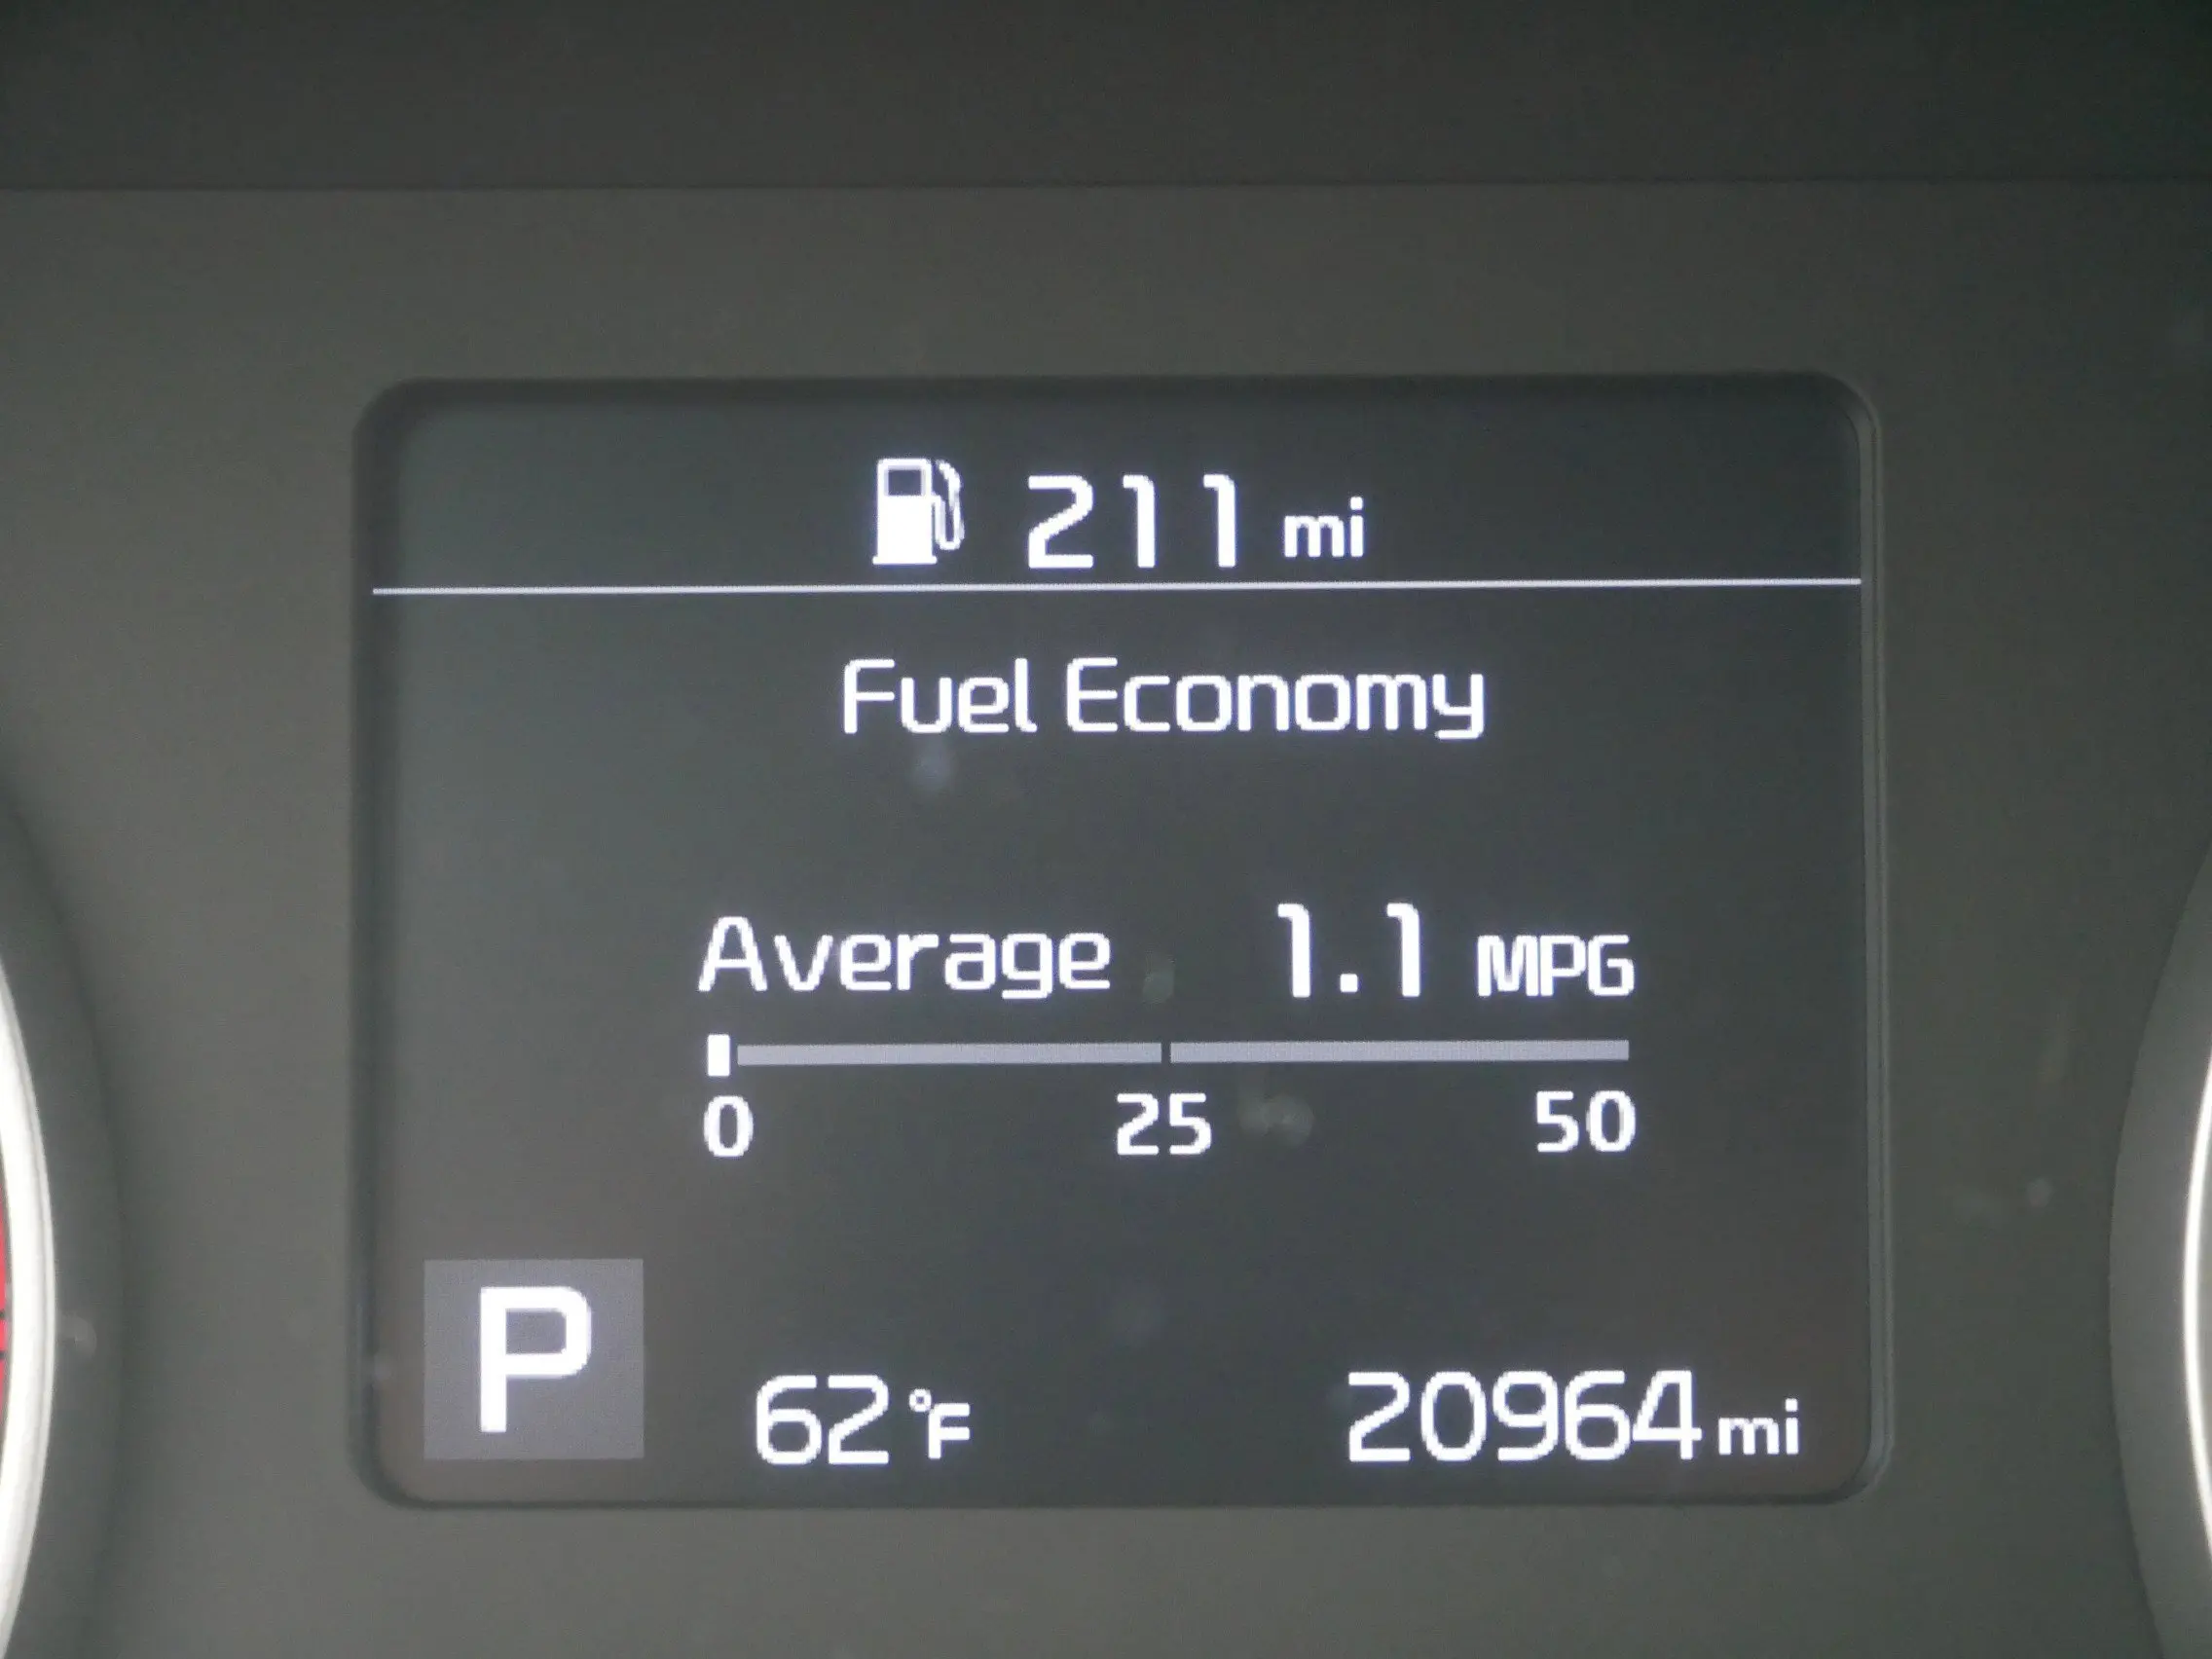 211 mi
Fuel Economy
Average 1.1 MPG
0 25 50
P
62 °F 20964 mi